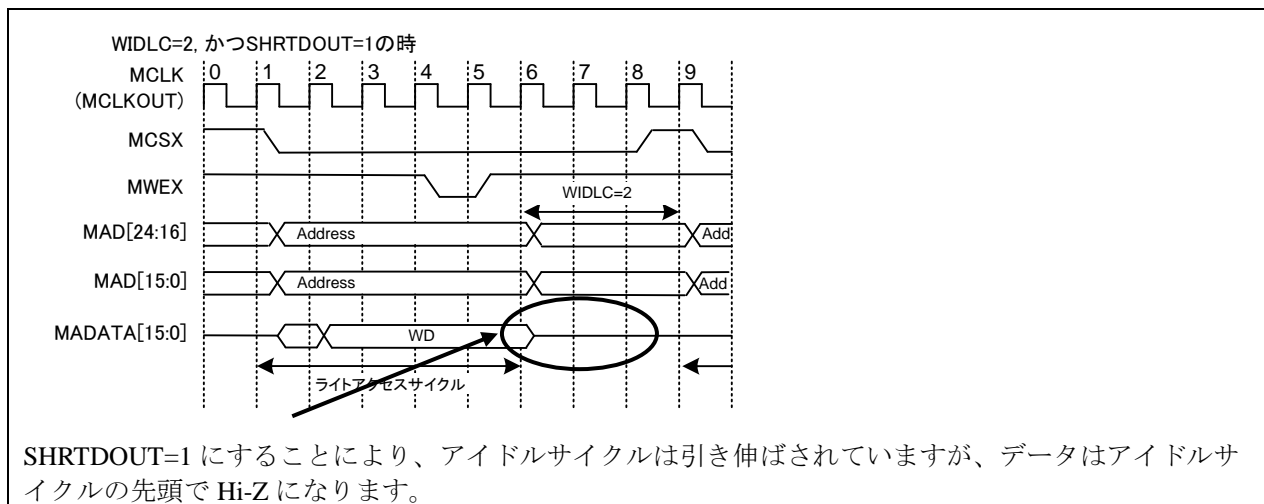 WIDLC=2, かつSHRTDOUT=1の時
MCLK
(MCLKOUT)
0 1 2 3 4 5 6 7 8 9
MCSX
MWEX
WIDLC=2
MAD[24:16]
Address
Add
MAD[15:0]
Address
Add
MADATA[15:0]
WD
ライトアクセスサイクル
SHRTDOUT=1 にすることにより、アイドルサイクルは引き伸ばされていますが、データはアイドルサ
イクルの先頭で Hi-Z になります。